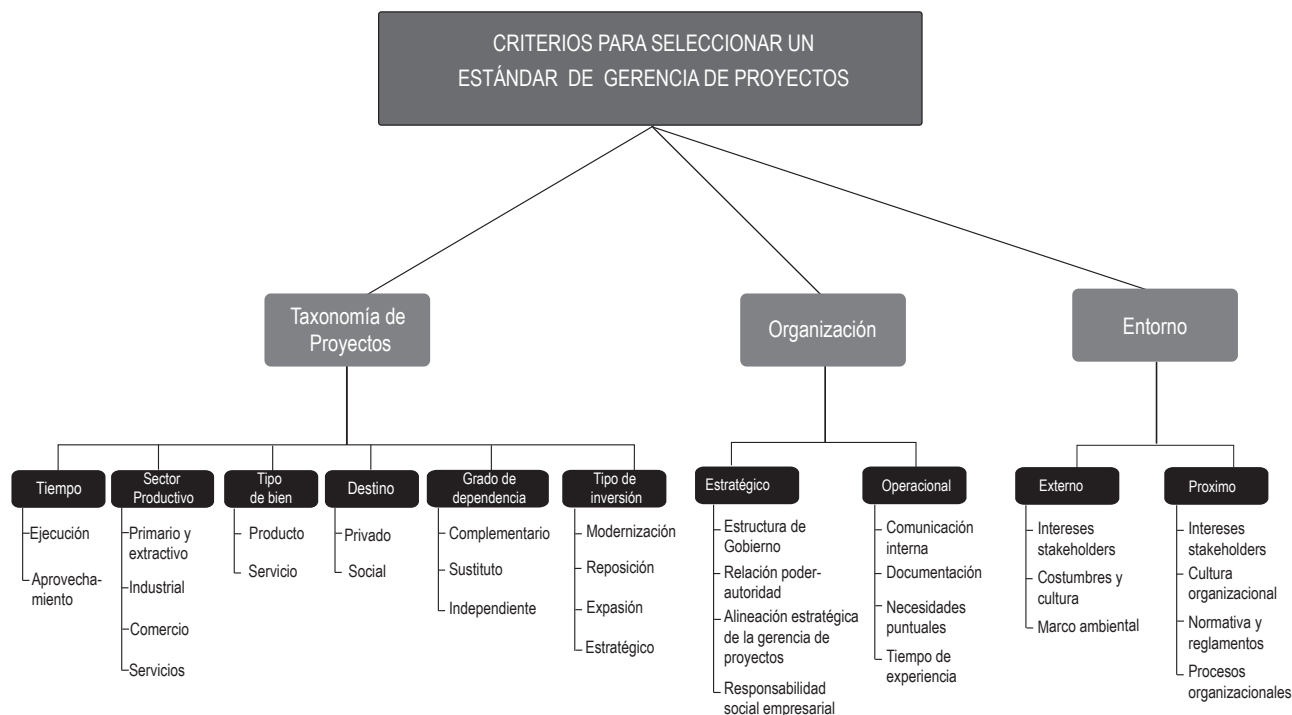 CRITERIOS PARA SELECCIONAR UN
ESTÁNDAR DE GERENCIA DE PROYECTOS
Taxonomía de
Proyectos
Organización
Entorno
Tiempo
Ejecución
Aprovecha-
miento
Sector
Productivo
Primario y
extractivo
Industrial
Comercio
Servicios
Tipo
de bien
Producto
Servicio
Destino
Privado
Social
Grado de
dependencia
Complementario
Sustituto
Independiente
Tipo de
inversión
Modernización
Reposición
Expasión
Estratégico
Estratégico
Estructura de
Gobierno
Relación poder-
autoridad
Alineación estratégica
de la gerencia de
proyectos
Responsabilidad
social empresarial
Operacional
Comunicación
interna
Documentación
Necesidades
puntuales
Tiempo de
experiencia
Externo
Intereses
stakeholders
Costumbres y
cultura
Marco ambiental
Proximo
Intereses
stakeholders
Cultura
organizacional
Normativa y
reglamentos
Procesos
organizacionales